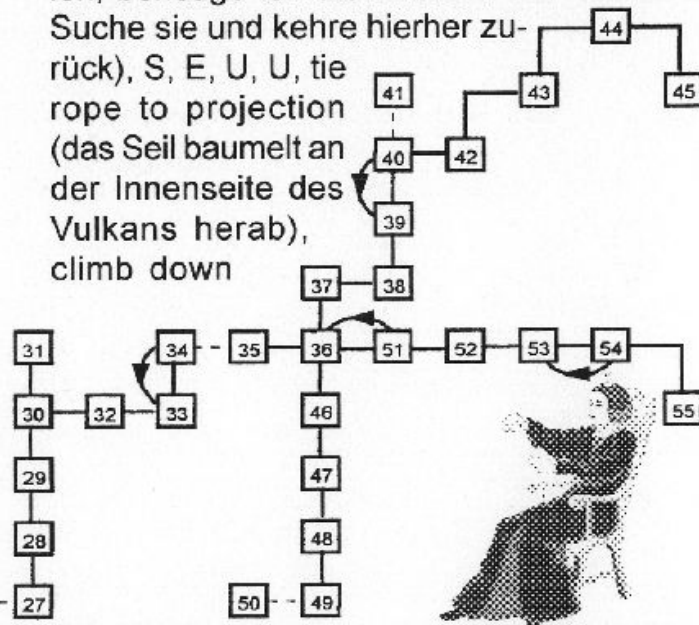 Suche sie und kehre hierher zu-
rück), S, E, U, U, tie
rope to projection
(das Seil baumelt an
der Innenseite des
Vulkans herab),
climb down
44
41 43 45
40 42
39
37 38
31 34 35 36 51 52 53 54
30 32 33 46 55
29 47
28 48
27 50 49